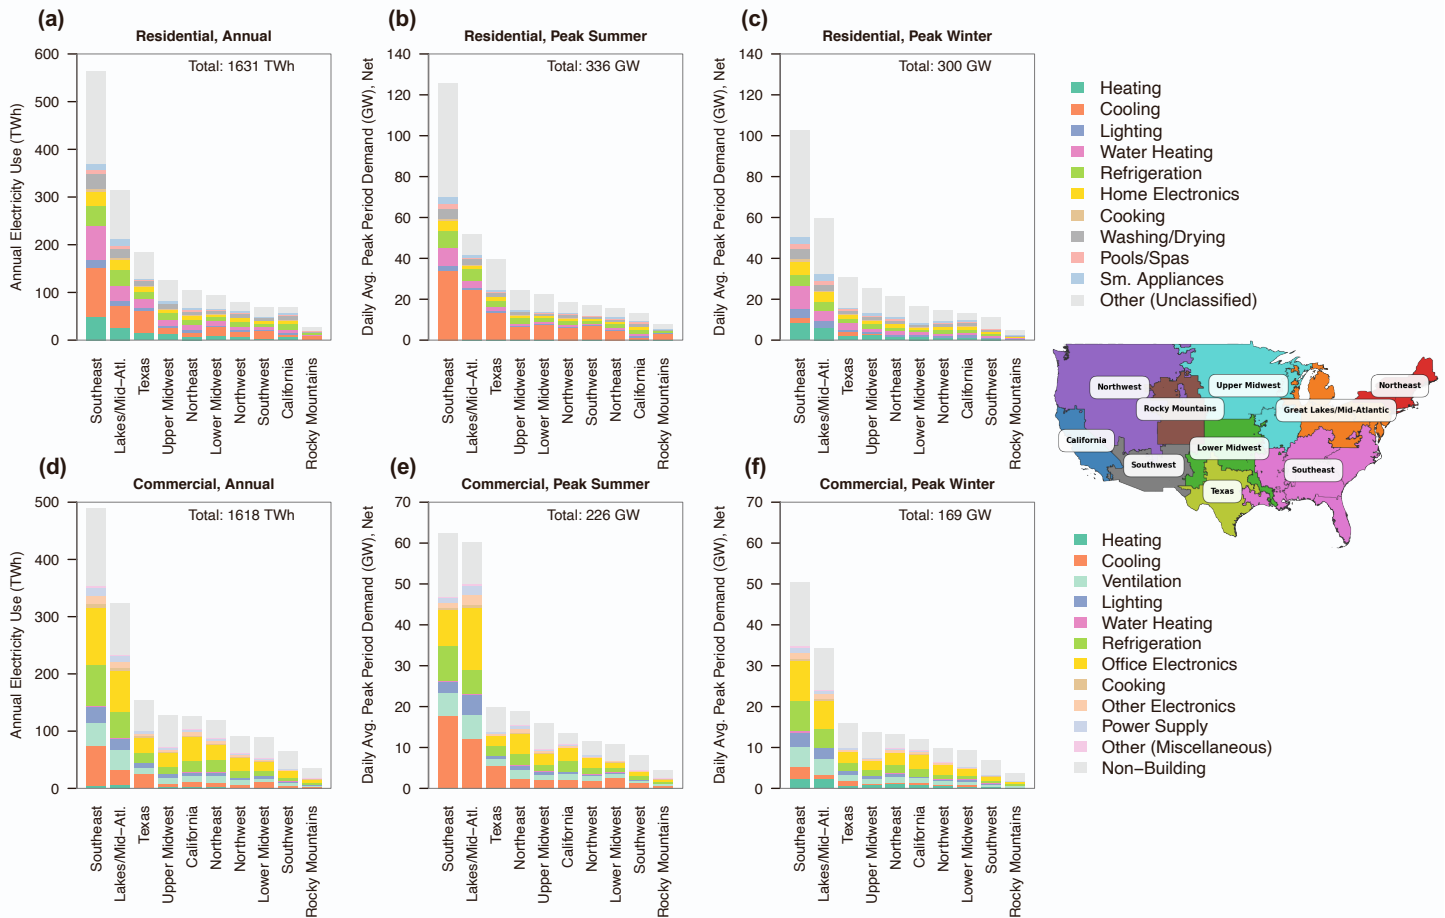 (a)
Residential, Annual
Total: 1631 TWh
Annual Electricity Use (TWh)
600
500
400
300
200
100
0
Southeast
Lakes/Mid–Atl.
Texas
Upper Midwest
Northeast
Lower Midwest
Northwest
Southwest
California
Rocky Mountains
(b)
Residential, Peak Summer
Total: 336 GW
Daily Avg. Peak Period Demand (GW), Net
140
120
100
80
60
40
20
0
Southeast
Lakes/Mid–Atl.
Texas
Upper Midwest
Lower Midwest
Northwest
Southwest
Northeast
California
Rocky Mountains
(c)
Residential, Peak Winter
Total: 300 GW
Daily Avg. Peak Period Demand (GW), Net
140
120
100
80
60
40
20
0
Southeast
Lakes/Mid–Atl.
Texas
Upper Midwest
Northeast
Lower Midwest
Northwest
California
Southwest
Rocky Mountains
Heating
Cooling
Lighting
Water Heating
Refrigeration
Home Electronics
Cooking
Washing/Drying
Pools/Spas
Sm. Appliances
Other (Unclassified)
Northwest
Upper Midwest
Northeast
Rocky Mountains
Great Lakes/Mid-Atlantic
California
Lower Midwest
Southwest
Southeast
Texas
(d)
Commercial, Annual
Total: 1618 TWh
Annual Electricity Use (TWh)
500
400
300
200
100
0
Southeast
Lakes/Mid–Atl.
Texas
Upper Midwest
California
Northeast
Northwest
Lower Midwest
Southwest
Rocky Mountains
(e)
Commercial, Peak Summer
Total: 226 GW
Daily Avg. Peak Period Demand (GW), Net
70
60
50
40
30
20
10
0
Southeast
Lakes/Mid–Atl.
Texas
Northeast
Upper Midwest
California
Northwest
Lower Midwest
Southwest
Rocky Mountains
(f)
Commercial, Peak Winter
Total: 169 GW
Daily Avg. Peak Period Demand (GW), Net
70
60
50
40
30
20
10
0
Southeast
Lakes/Mid–Atl.
Texas
Upper Midwest
Northeast
California
Northwest
Lower Midwest
Southwest
Rocky Mountains
Heating
Cooling
Ventilation
Lighting
Water Heating
Refrigeration
Office Electronics
Cooking
Other Electronics
Power Supply
Other (Miscellaneous)
Non–Building